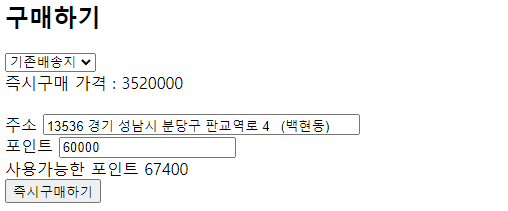 구매하기
기존배송지
즉시구매 가격 : 3520000
주소 13536 경기 성남시 분당구 판교역로 4 (백현동)
포인트 60000
사용가능한 포인트 67400
즉시구매하기